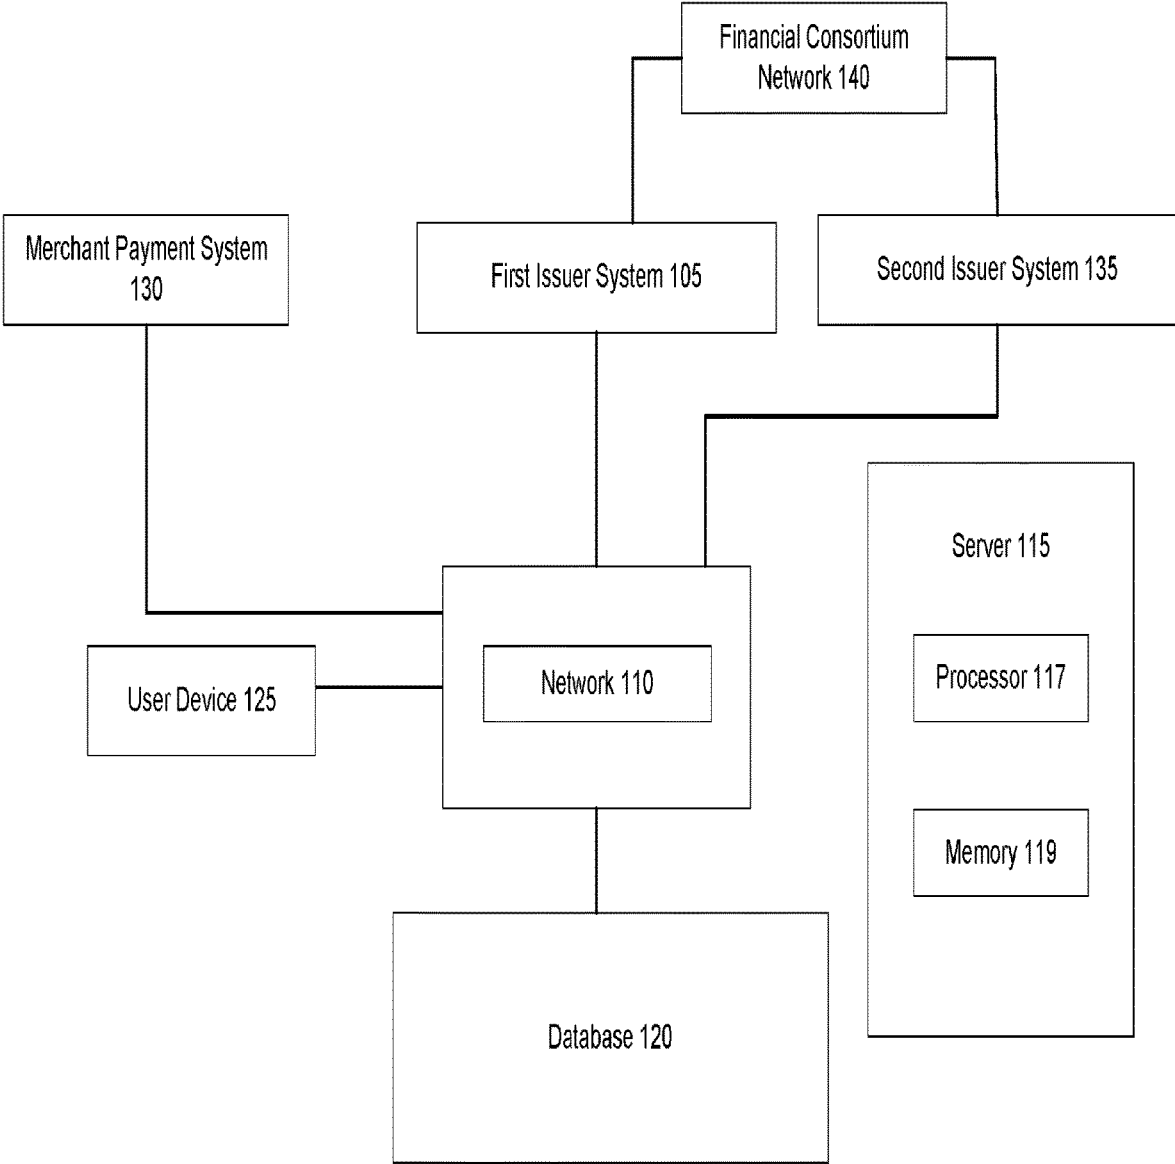 Financial Consortium
Network 140
Merchant Payment System
130
First Issuer System 105
Second Issuer System 135
Server 115
Processor 117
Memory 119
Network 110
User Device 125
Database 120